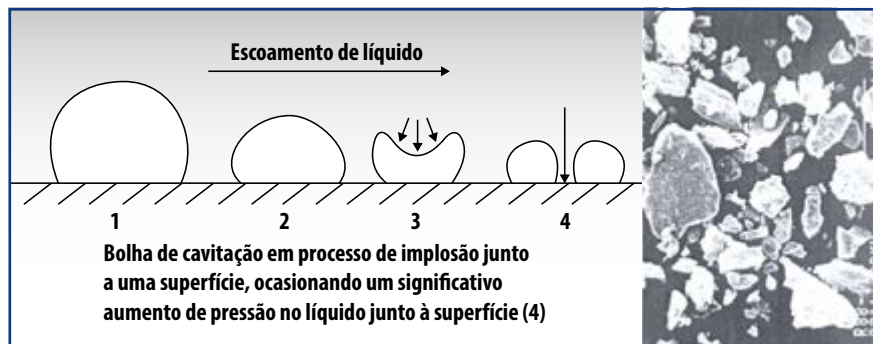 Escoamento de líquido
1 2 3 4
Bolha de cavitação em processo de implosão junto
a uma superfície, ocasionando um significativo
aumento de pressão no líquido junto à superfície (4)